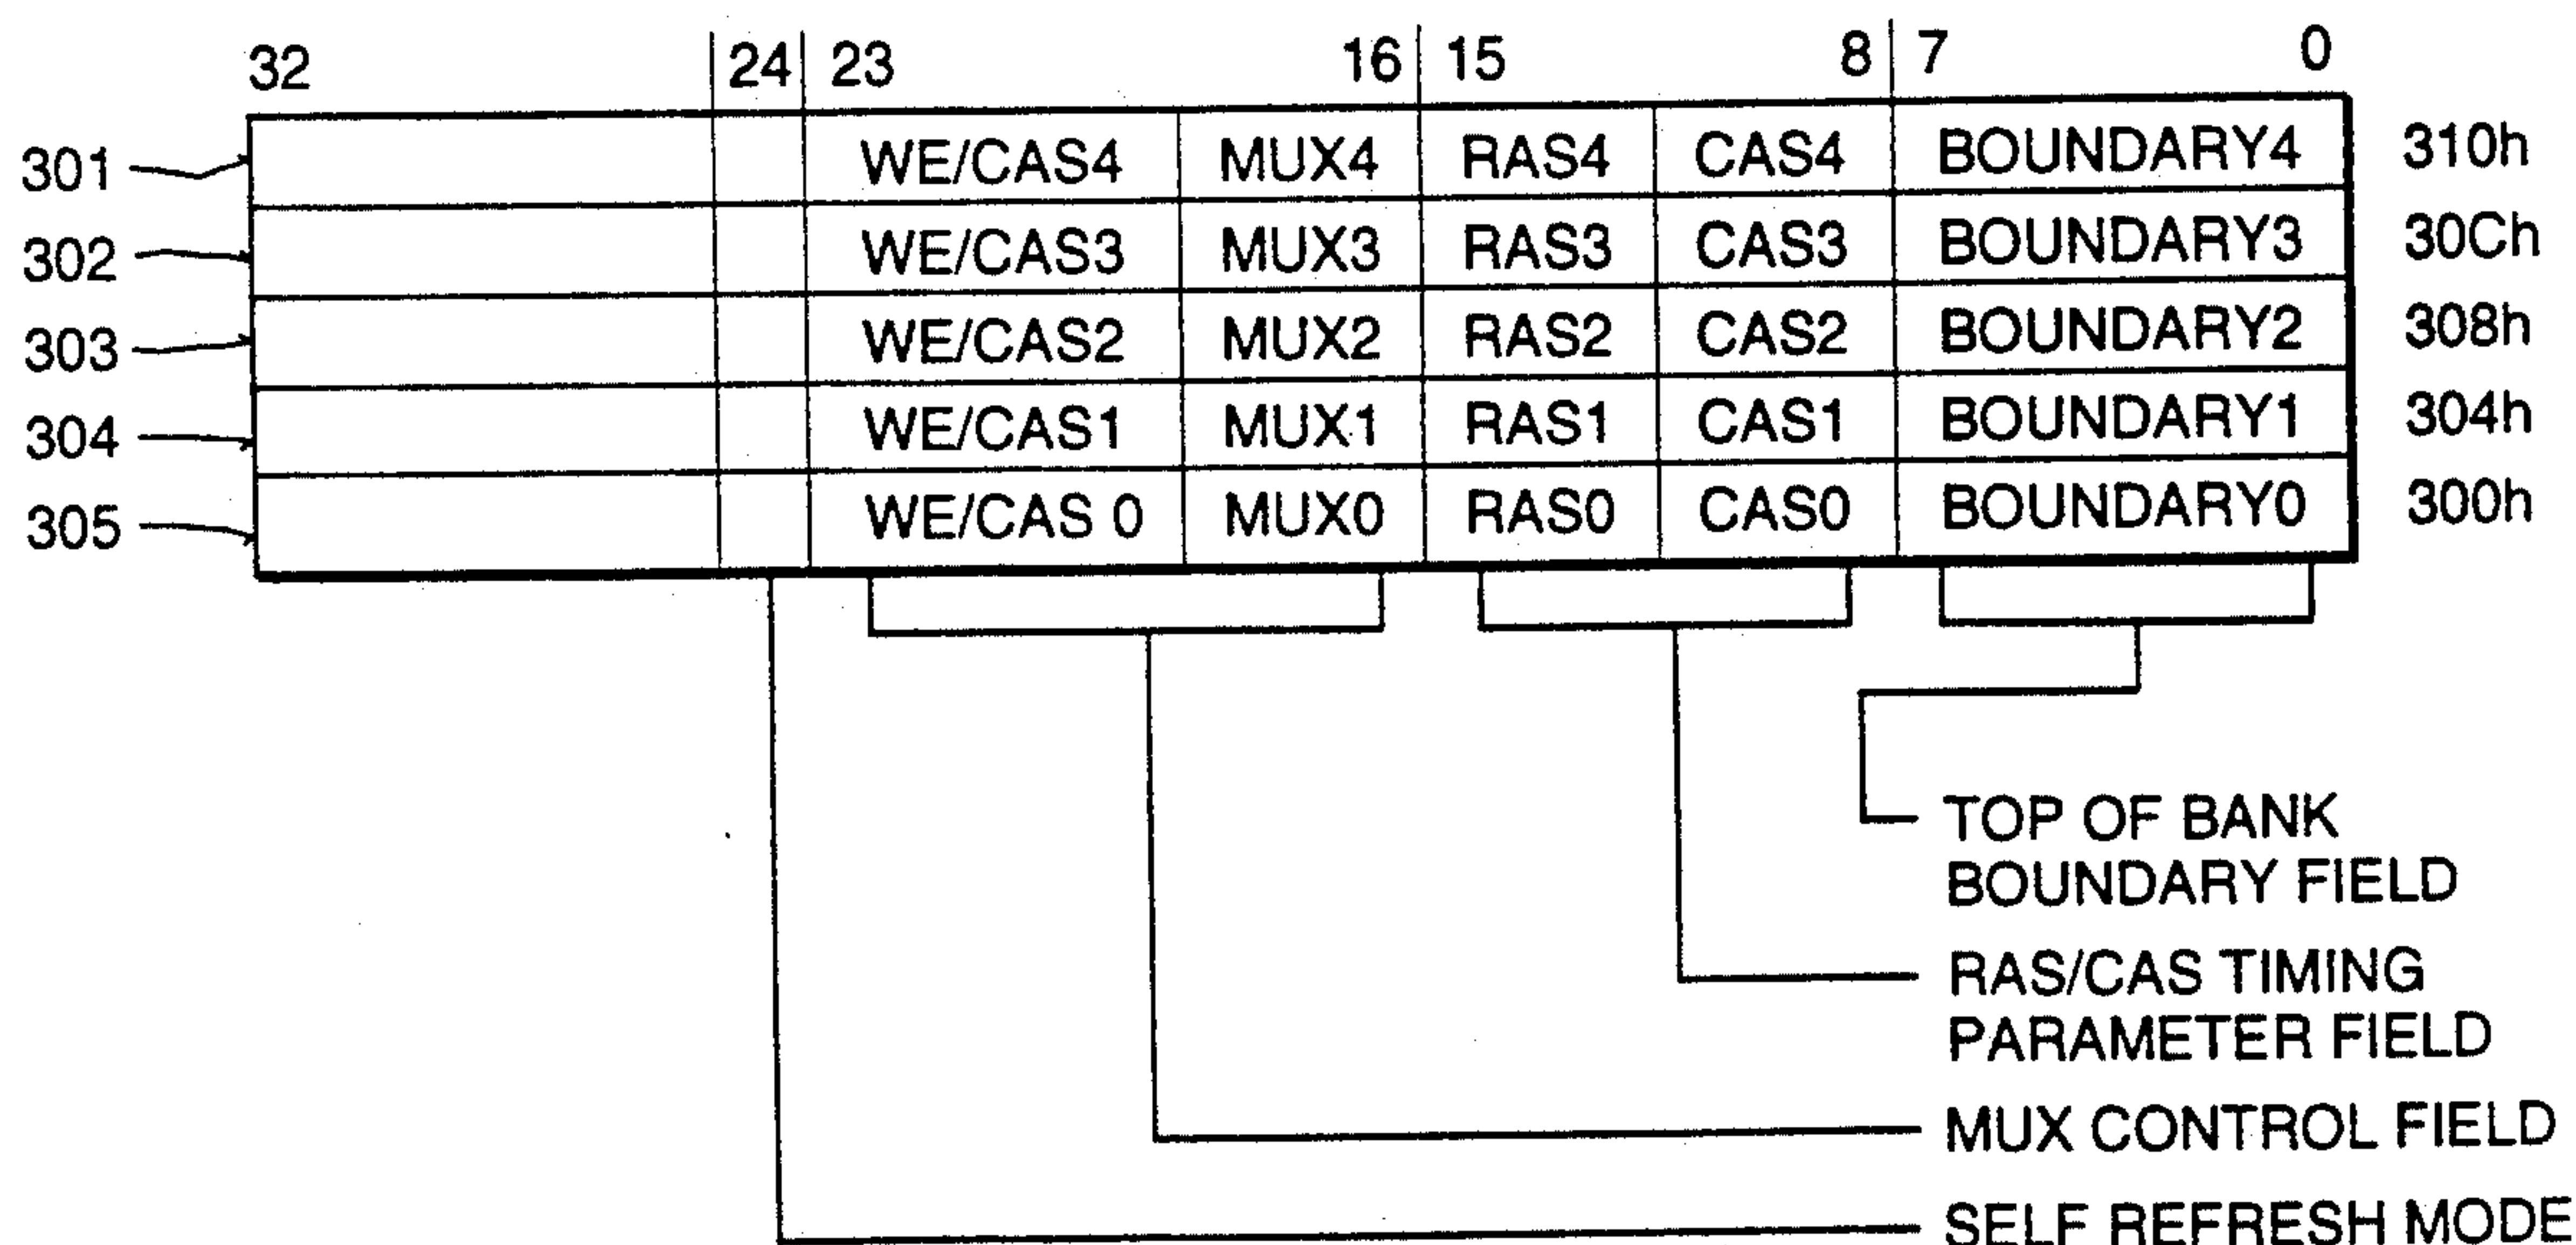 32 24 23 16 15 8 7 0
301 WE/CAS4 MUX4 RAS4 CAS4 BOUNDARY4 310h
302 WE/CAS3 MUX3 RAS3 CAS3 BOUNDARY3 30Ch
303 WE/CAS2 MUX2 RAS2 CAS2 BOUNDARY2 308h
304 WE/CAS1 MUX1 RAS1 CAS1 BOUNDARY1 304h
305 WE/CAS 0 MUX0 RAS0 CAS0 BOUNDARY0 300h
TOP OF BANK
BOUNDARY FIELD
RAS/CAS TIMING
PARAMETER FIELD
MUX CONTROL FIELD
SELF REFRESH MODE